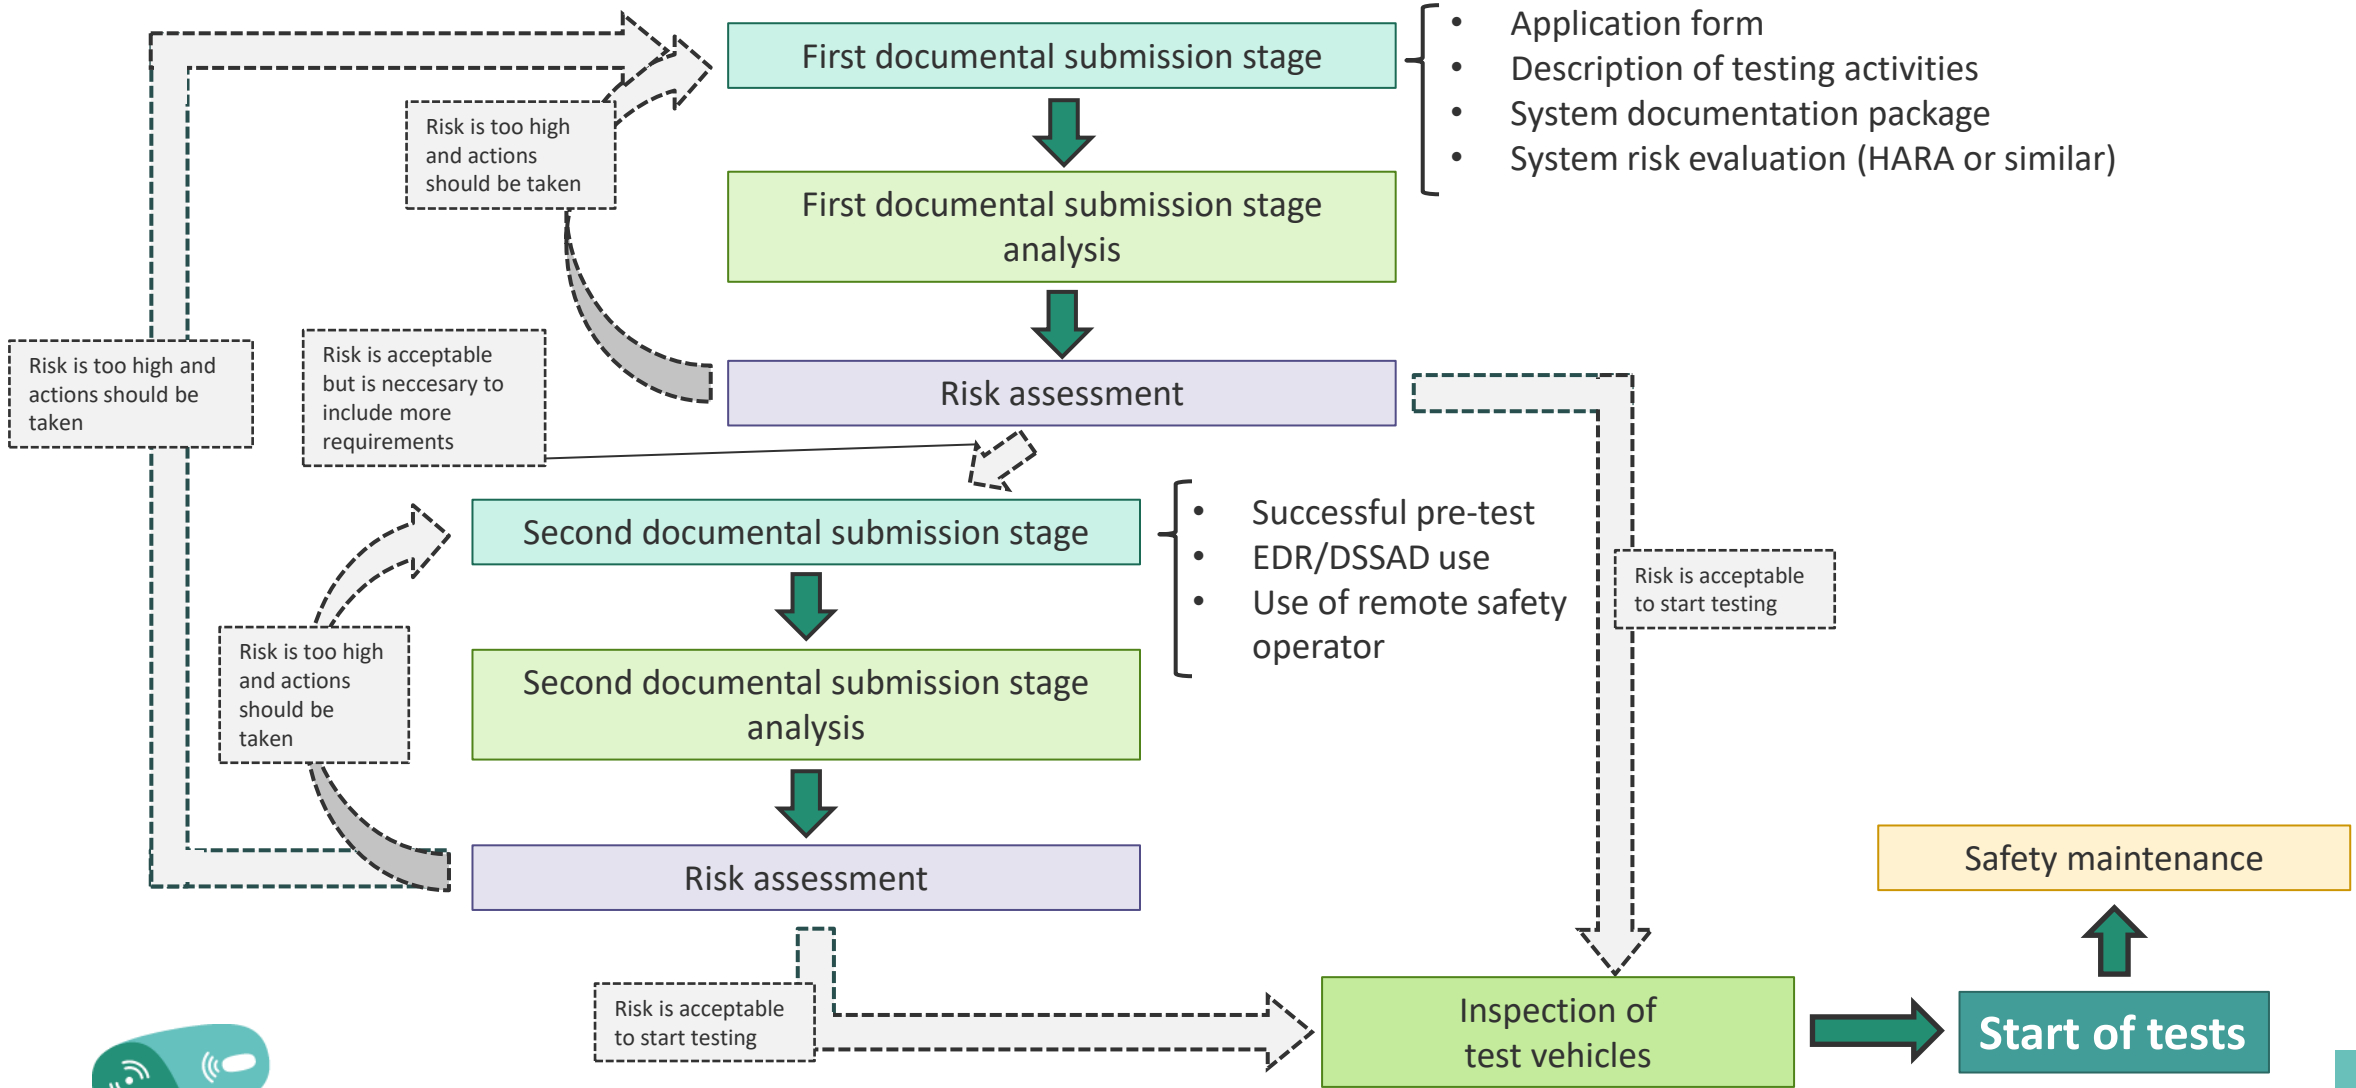 First documental submission stage
• Application form
• Description of testing activities
• System documentation package
• System risk evaluation (HARA or similar)
Risk is too high
and actions
should be taken
First documental submission stage
analysis
Risk is too high and
actions should be
taken
Risk is acceptable
but is neccesary to
include more
requirements
Risk assessment
Second documental submission stage
• Successful pre-test
• EDR/DSSAD use
• Use of remote safety
operator
Risk is acceptable
to start testing
Risk is too high
and actions
should be
taken
Second documental submission stage
analysis
Risk assessment
Safety maintenance
Risk is acceptable
to start testing
Inspection of
test vehicles
Start of tests